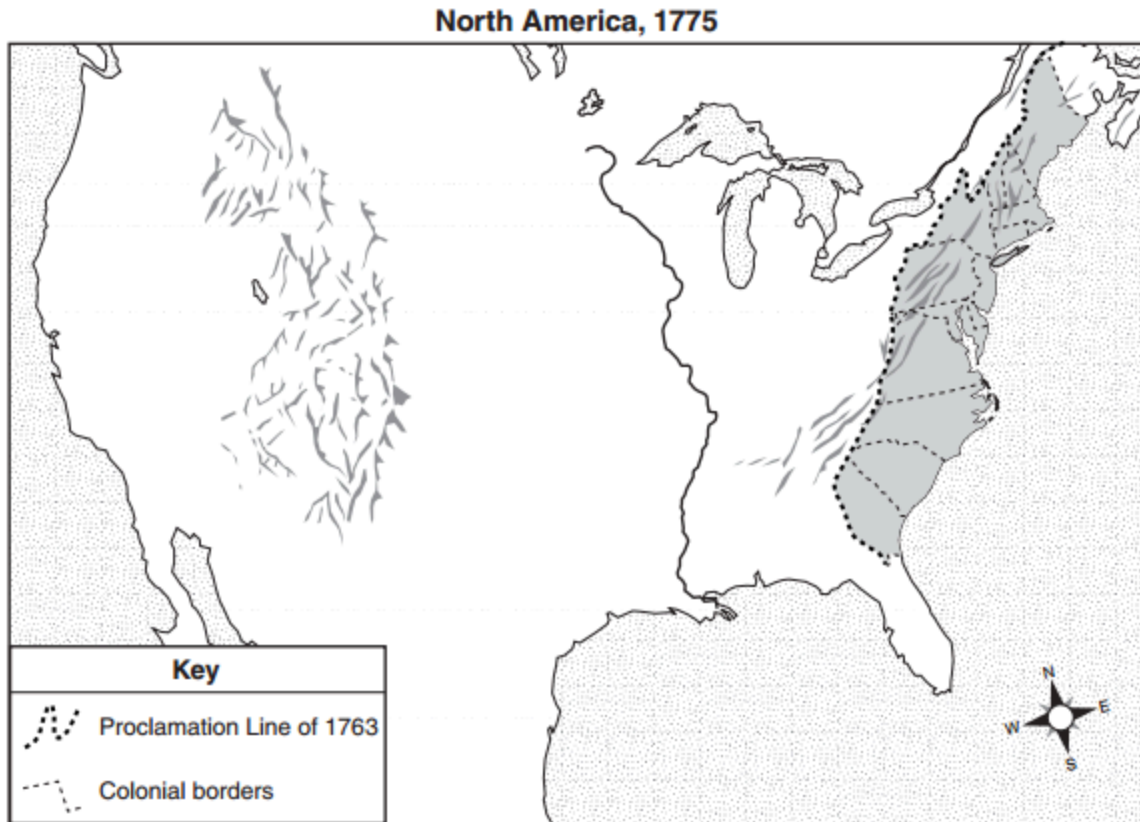 North America, 1775
Key
Proclamation Line of 1763
Colonial borders
N
E
W
S